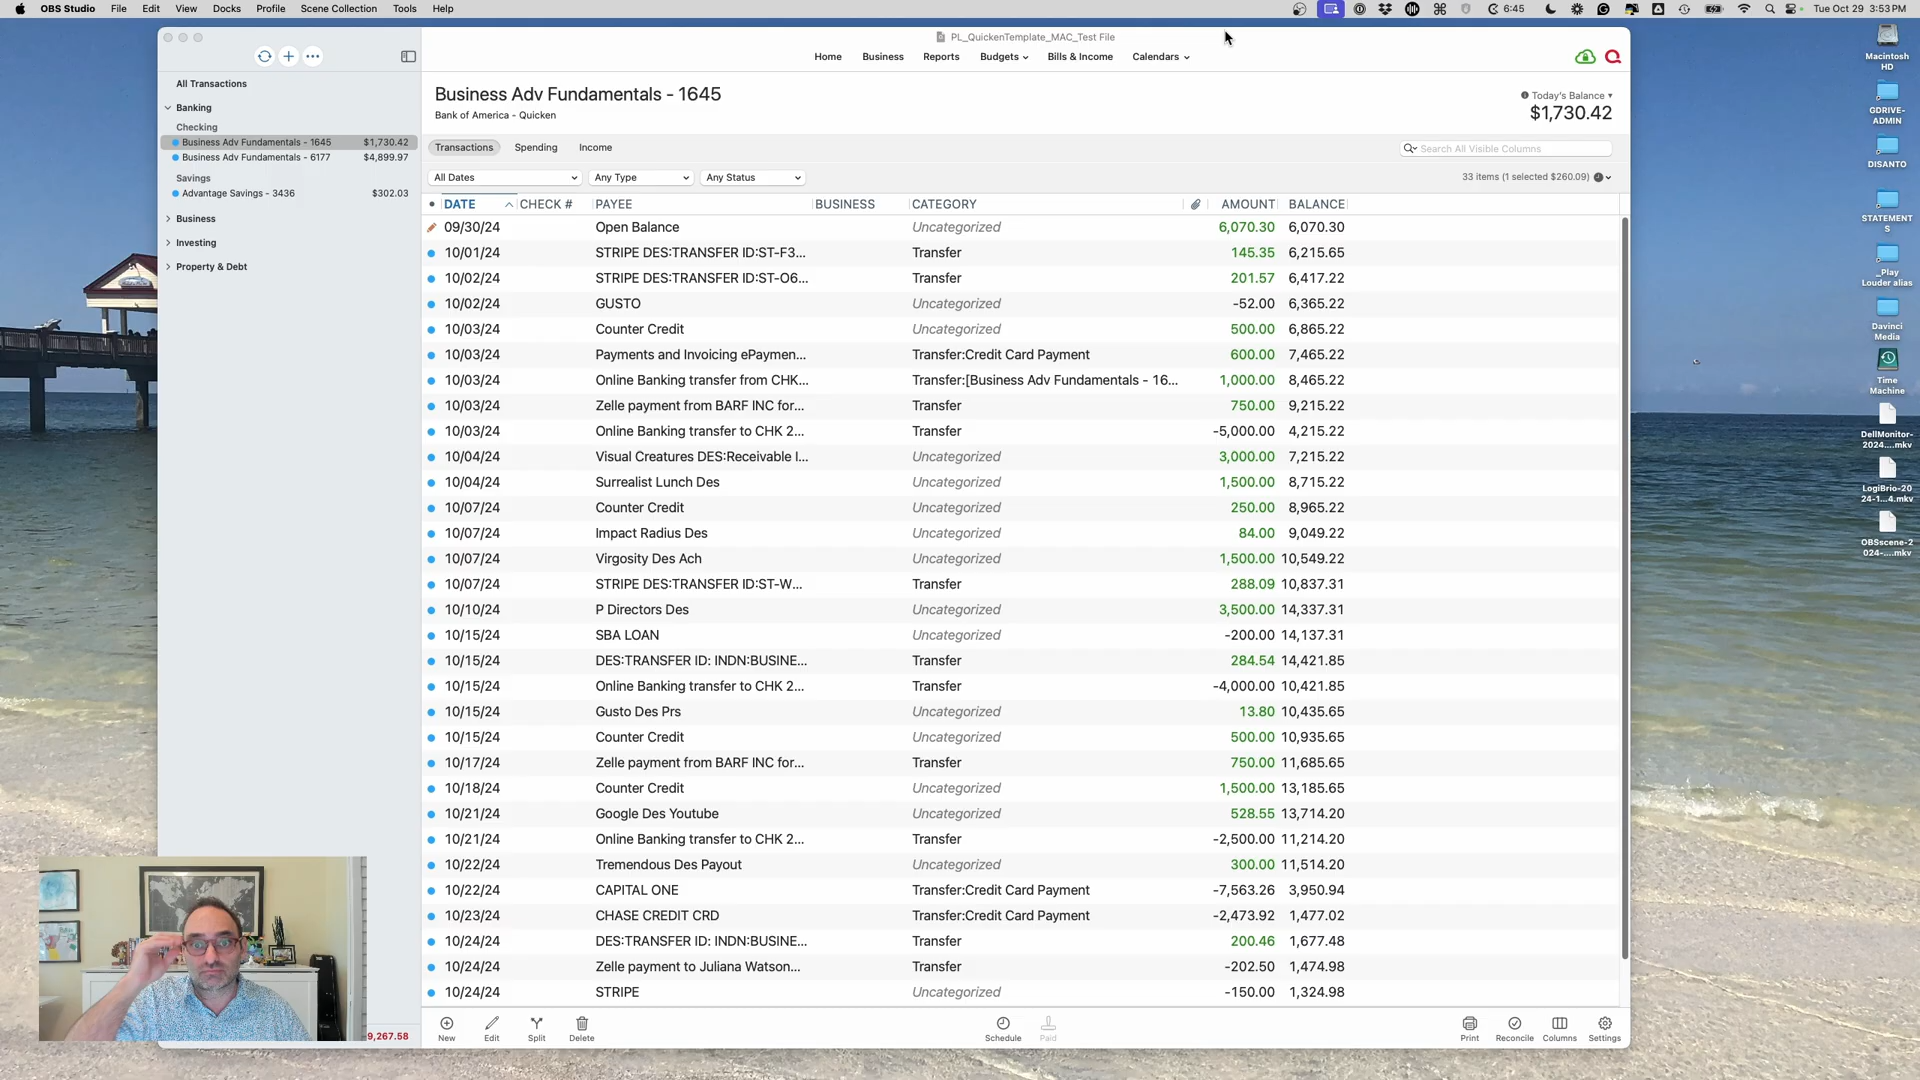 OBS Studio File Edit View Docks Profile Scene Collection Tools Help 6:45 Tue Oct 29 3:53 PM
PL_QuickenTemplate_MAC_Test File
Home Business Reports Budgets Bills & Income Calendars
All Transactions
Banking
Checking
Business Adv Fundamentals - 1645 $1,730.42
Business Adv Fundamentals - 6177 $4,899.97
Savings
Advantage Savings - 3436 $302.03
Business
Investing
Property & Debt
9,267.58
Business Adv Fundamentals - 1645
Bank of America - Quicken
Today's Balance
$1,730.42
Transactions Spending Income
Search All Visible Columns
All Dates Any Type Any Status
33 items (1 selected $260.09)
DATE CHECK # PAYEE BUSINESS CATEGORY AMOUNT BALANCE
09/30/24 Open Balance Uncategorized 6,070.30 6,070.30
10/01/24 STRIPE DES:TRANSFER ID:ST-F3... Transfer 145.35 6,215.65
10/02/24 STRIPE DES:TRANSFER ID:ST-O6... Transfer 201.57 6,417.22
10/02/24 GUSTO Uncategorized -52.00 6,365.22
10/03/24 Counter Credit Uncategorized 500.00 6,865.22
10/03/24 Payments and Invoicing ePaymen... Transfer:Credit Card Payment 600.00 7,465.22
10/03/24 Online Banking transfer from CHK... Transfer:[Business Adv Fundamentals - 16... 1,000.00 8,465.22
10/03/24 Zelle payment from BARF INC for... Transfer 750.00 9,215.22
10/03/24 Online Banking transfer to CHK 2... Transfer -5,000.00 4,215.22
10/04/24 Visual Creatures DES:Receivable I... Uncategorized 3,000.00 7,215.22
10/04/24 Surrealist Lunch Des Uncategorized 1,500.00 8,715.22
10/07/24 Counter Credit Uncategorized 250.00 8,965.22
10/07/24 Impact Radius Des Uncategorized 84.00 9,049.22
10/07/24 Virgosity Des Ach Uncategorized 1,500.00 10,549.22
10/07/24 STRIPE DES:TRANSFER ID:ST-W... Transfer 288.09 10,837.31
10/10/24 P Directors Des Uncategorized 3,500.00 14,337.31
10/15/24 SBA LOAN Uncategorized -200.00 14,137.31
10/15/24 DES:TRANSFER ID: INDN:BUSINE... Transfer 284.54 14,421.85
10/15/24 Online Banking transfer to CHK 2... Transfer -4,000.00 10,421.85
10/15/24 Gusto Des Prs Uncategorized 13.80 10,435.65
10/15/24 Counter Credit Uncategorized 500.00 10,935.65
10/17/24 Zelle payment from BARF INC for... Transfer 750.00 11,685.65
10/18/24 Counter Credit Uncategorized 1,500.00 13,185.65
10/21/24 Google Des Youtube Uncategorized 528.55 13,714.20
10/21/24 Online Banking transfer to CHK 2... Transfer -2,500.00 11,214.20
10/22/24 Tremendous Des Payout Uncategorized 300.00 11,514.20
10/22/24 CAPITAL ONE Transfer:Credit Card Payment -7,563.26 3,950.94
10/23/24 CHASE CREDIT CRD Transfer:Credit Card Payment -2,473.92 1,477.02
10/24/24 DES:TRANSFER ID: INDN:BUSINE... Transfer 200.46 1,677.48
10/24/24 Zelle payment to Juliana Watson... Transfer -202.50 1,474.98
10/24/24 STRIPE Uncategorized -150.00 1,324.98
New Edit Split Delete Schedule Paid Print Reconcile Columns Settings
Macintosh
HD
GDRIVE-
ADMIN
DISANTO
STATEMENT
S
_Play
Louder alias
Davinci
Media
Time
Machine
DellMonitor-
2024....mkv
LogiBrio-20
24-1...4.mkv
OBSscene-2
024-....mkv